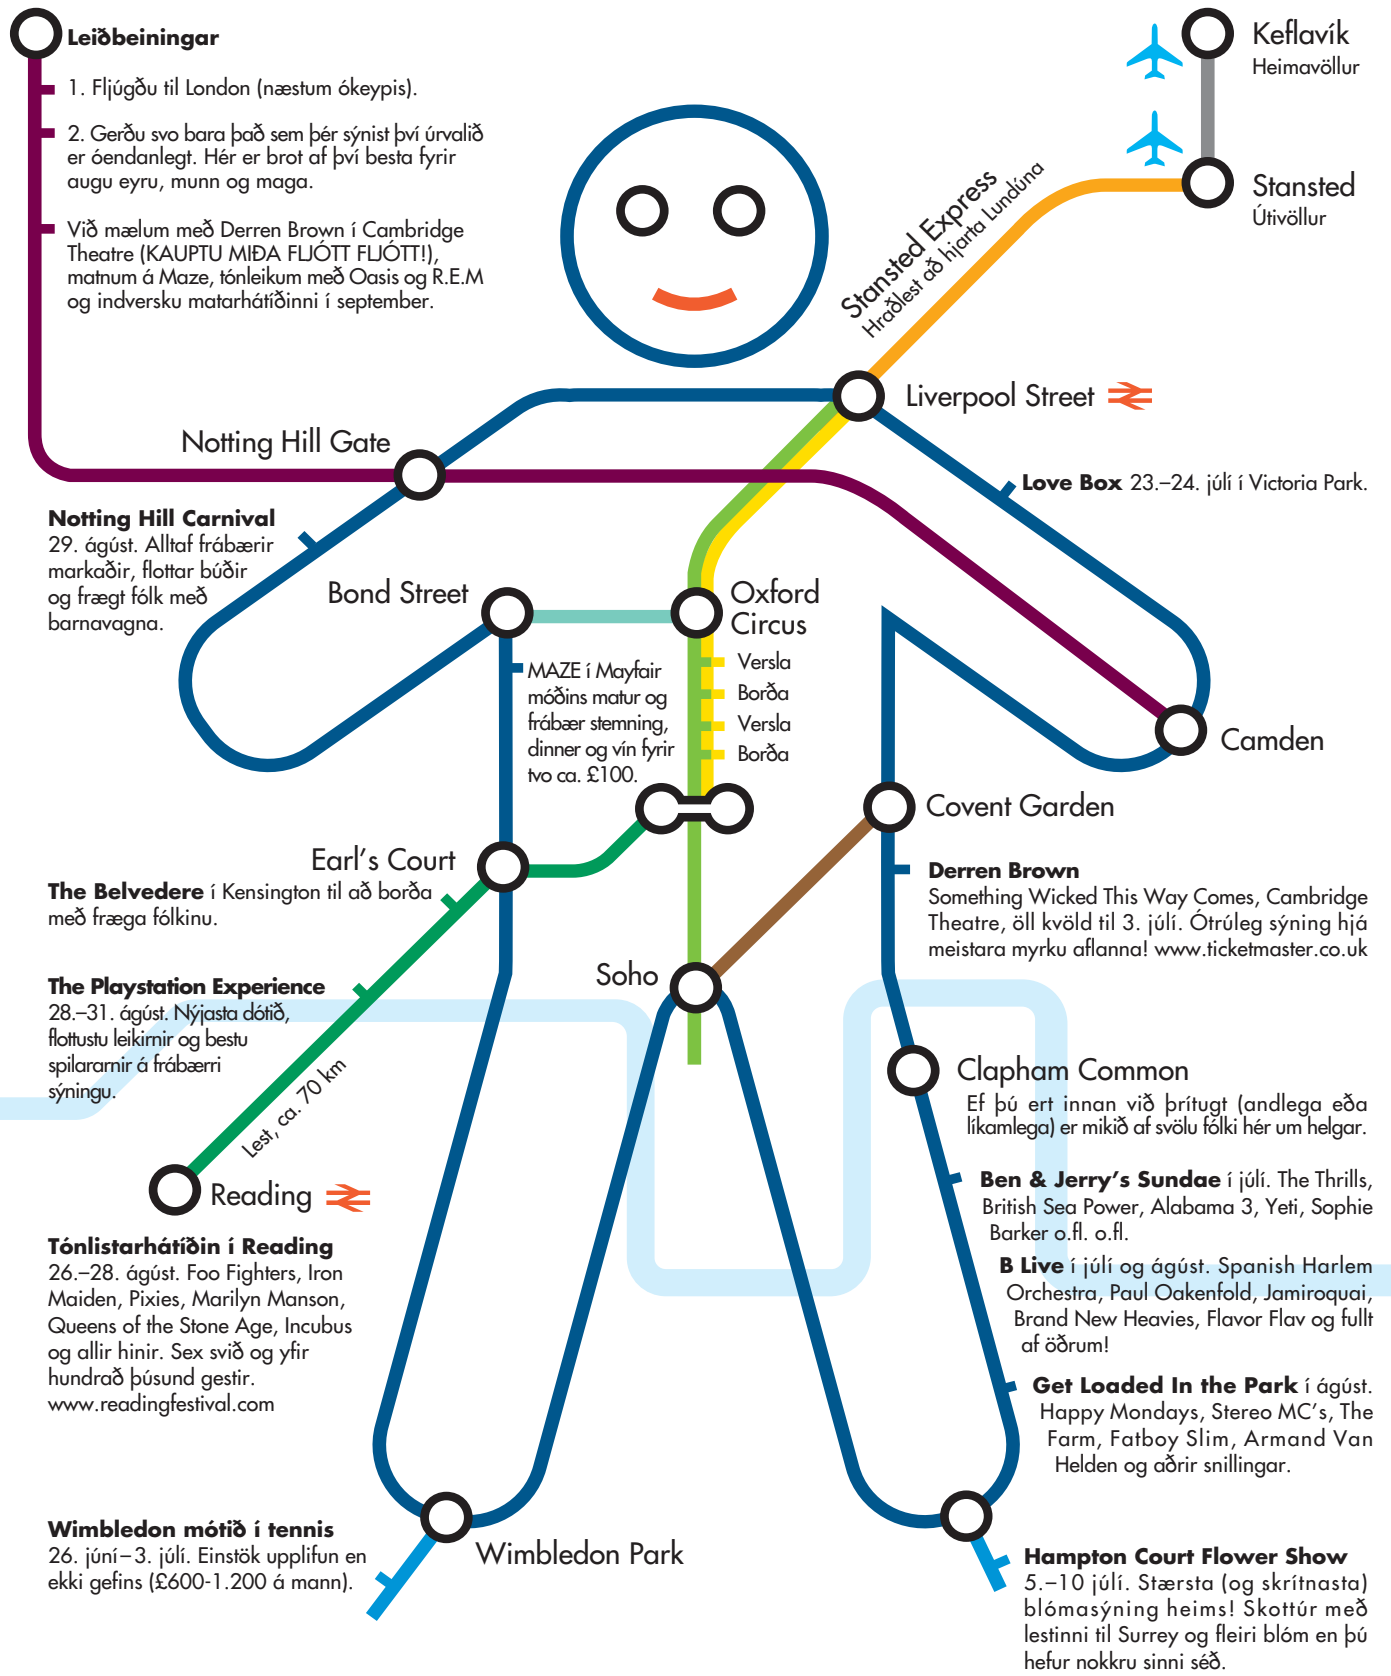 Leiðbeiningar
1. Fljúgðu til London (næstum ókeypis).
2. Gerðu svo bara það sem þér sýnist því úrvalið
er óendanlegt. Hér er brot af því besta fyrir
augu eyru, munn og maga.
Við mælum með Derren Brown í Cambridge
Theatre (KAUPTU MIÐA FLJÓTT FLJÓTT!),
matnum á Maze, tónleikum með Oasis og R.E.M
og indversku matarhátíðinni í september.
Keflavík
Heimavöllur
Stansted
Útivöllur
Stansted Express
Hraðlest að hjarta Lundúna
Liverpool Street
Notting Hill Gate
Love Box 23.–24. júlí í Victoria Park.
Notting Hill Carnival
29. ágúst. Alltaf frábærir
markaðir, flottar búðir
og frægt fólk með
barnavagna.
Bond Street
Oxford
Circus
MAZE í Mayfair
móðins matur og
frábær stemning,
dinner og vín fyrir
tvo ca. £100.
Versla
Borða
Versla
Borða
Camden
Covent Garden
Earl's Court
The Belvedere í Kensington til að borða
með fræga fólkinu.
Derren Brown
Something Wicked This Way Comes, Cambridge
Theatre, öll kvöld til 3. júlí. Ótrúleg sýning hjá
meistara myrku aflanna! www.ticketmaster.co.uk
Soho
The Playstation Experience
28.–31. ágúst. Nýjasta dótið,
flottustu leikirnir og bestu
spilararnir á frábærri
sýningu.
Lest, ca. 70 km
Clapham Common
Ef þú ert innan við þrítugt (andlega eða
líkamlega) er mikið af svölu fólki hér um helgar.
Reading
Ben & Jerry's Sundae í júlí. The Thrills,
British Sea Power, Alabama 3, Yeti, Sophie
Barker o.fl. o.fl.
Tónlistarhátíðin í Reading
26.–28. ágúst. Foo Fighters, Iron
Maiden, Pixies, Marilyn Manson,
Queens of the Stone Age, Incubus
og allir hinir. Sex svið og yfir
hundrað þúsund gestir.
www.readingfestival.com
B Live í júlí og ágúst. Spanish Harlem
Orchestra, Paul Oakenfold, Jamiroquai,
Brand New Heavies, Flavor Flav og fullt
af öðrum!
Get Loaded In the Park í ágúst.
Happy Mondays, Stereo MC's, The
Farm, Fatboy Slim, Armand Van
Helden og aðrir snillingar.
Wimbledon mótið í tennis
26. júní–3. júlí. Einstök upplifun en
ekki gefins (£600-1.200 á mann).
Wimbledon Park
Hampton Court Flower Show
5.–10 júlí. Stærsta (og skrítnasta)
blómasýning heims! Skottúr með
lestinni til Surrey og fleiri blóm en þú
hefur nokkru sinni séð.